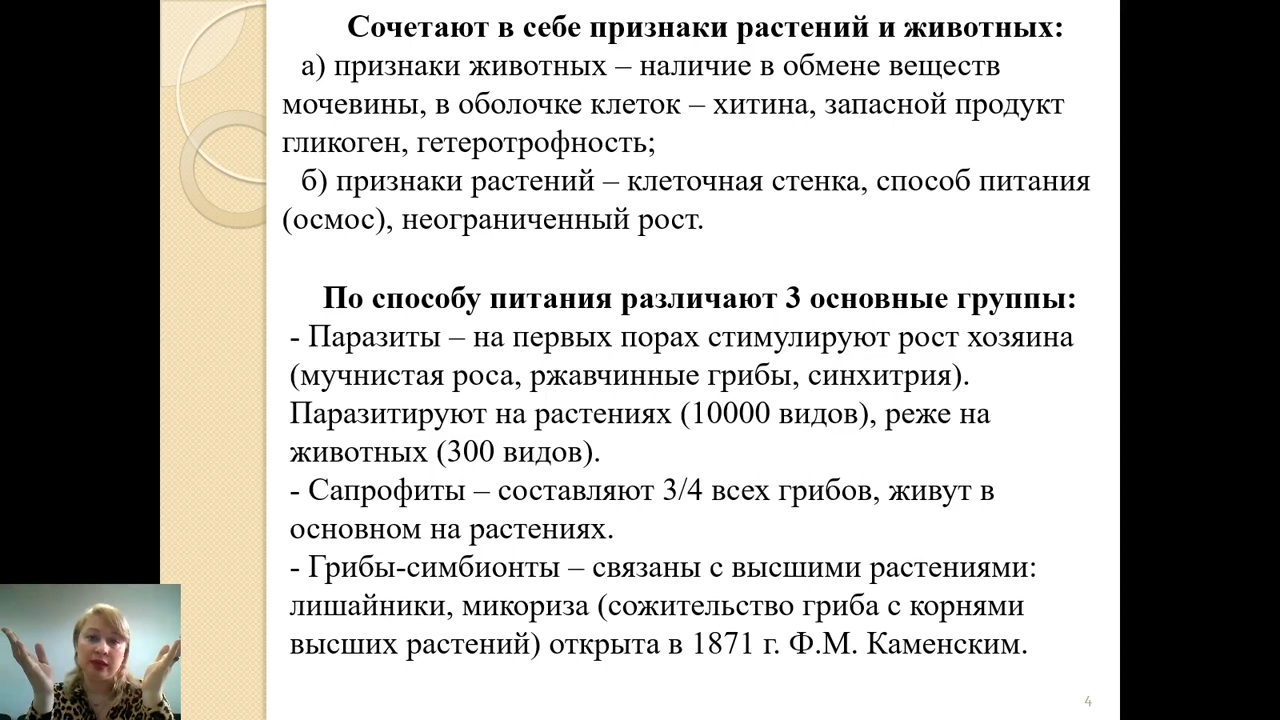 Сочетают в себе признаки растений и животных:
а) признаки животных – наличие в обмене веществ
мочевины, в оболочке клеток – хитина, запасной продукт
гликоген, гетеротрофность;
б) признаки растений – клеточная стенка, способ питания
(осмос), неограниченный рост.
По способу питания различают 3 основные группы:
- Паразиты – на первых порах стимулируют рост хозяина
(мучнистая роса, ржавчинные грибы, синхитрия).
Паразитируют на растениях (10000 видов), реже на
животных (300 видов).
- Сапрофиты – составляют 3/4 всех грибов, живут в
основном на растениях.
- Грибы-симбионты – связаны с высшими растениями:
лишайники, микориза (сожительство гриба с корнями
высших растений) открыта в 1871 г. Ф.М. Каменским.
4